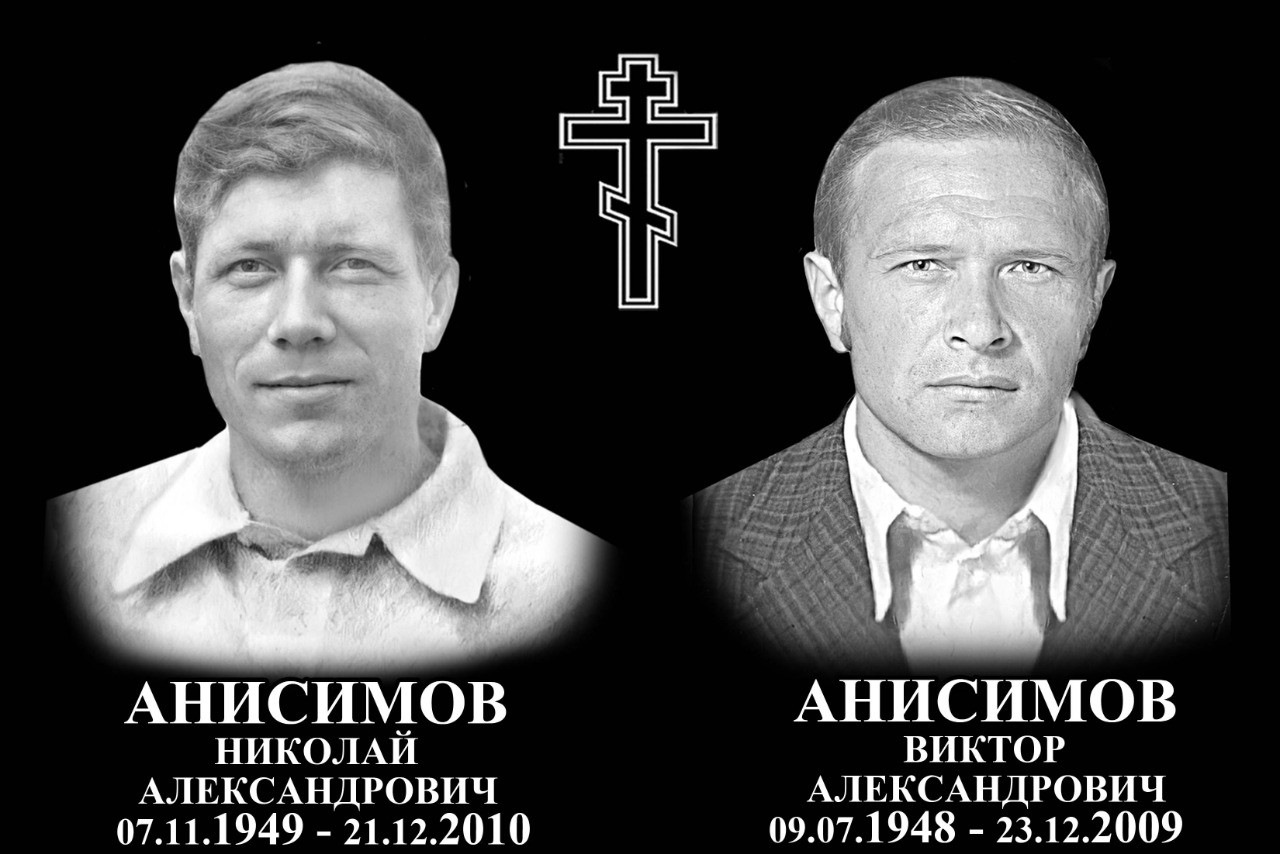 АНИСИМОВ
НИКОЛАЙ
АЛЕКСАНДРОВИЧ
07.11.1949 - 21.12.2010
АНИСИМОВ
ВИКТОР
АЛЕКСАНДРОВИЧ
09.07.1948 - 23.12.2009